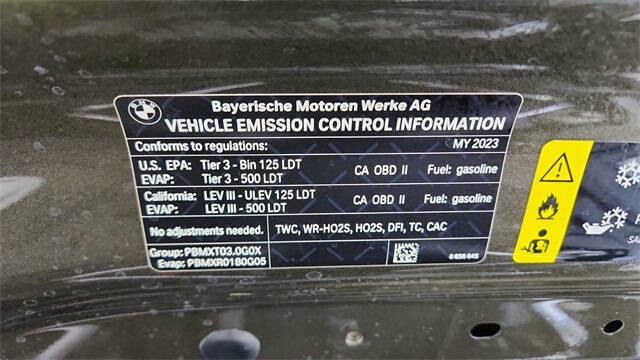 BMW
Bayerische Motoren Werke AG
VEHICLE EMISSION CONTROL INFORMATION
Conforms to regulations: MY 2023
U.S. EPA: Tier 3 - Bin 125 LDT CA OBD II Fuel: gasoline
EVAP: Tier 3 - 500 LDT
California: LEV III - ULEV 125 LDT CA OBD II Fuel: gasoline
EVAP: LEV III - 500 LDT
No adjustments needed. TWC, WR-HO2S, HO2S, DFI, TC, CAC
Group: PBMXT03.0G0X
Evap: PBMXR0180G05